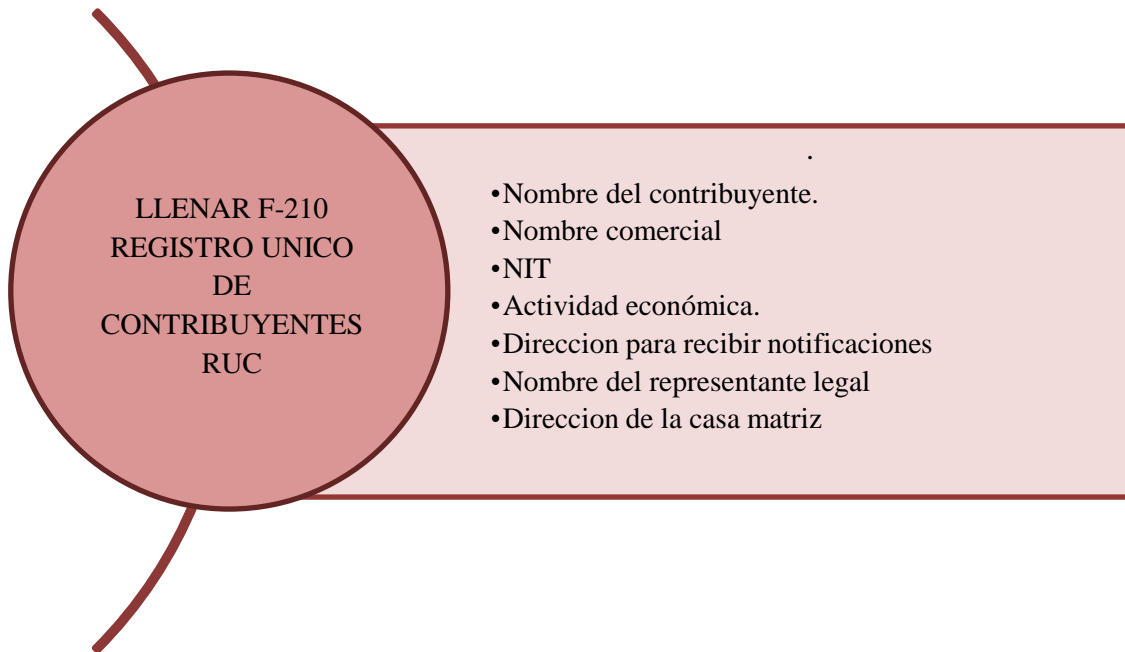 LLENAR F-210
REGISTRO UNICO
DE
CONTRIBUYENTES
RUC
.
•Nombre del contribuyente.
•Nombre comercial
•NIT
•Actividad económica.
•Direccion para recibir notificaciones
•Nombre del representante legal
•Direccion de la casa matriz